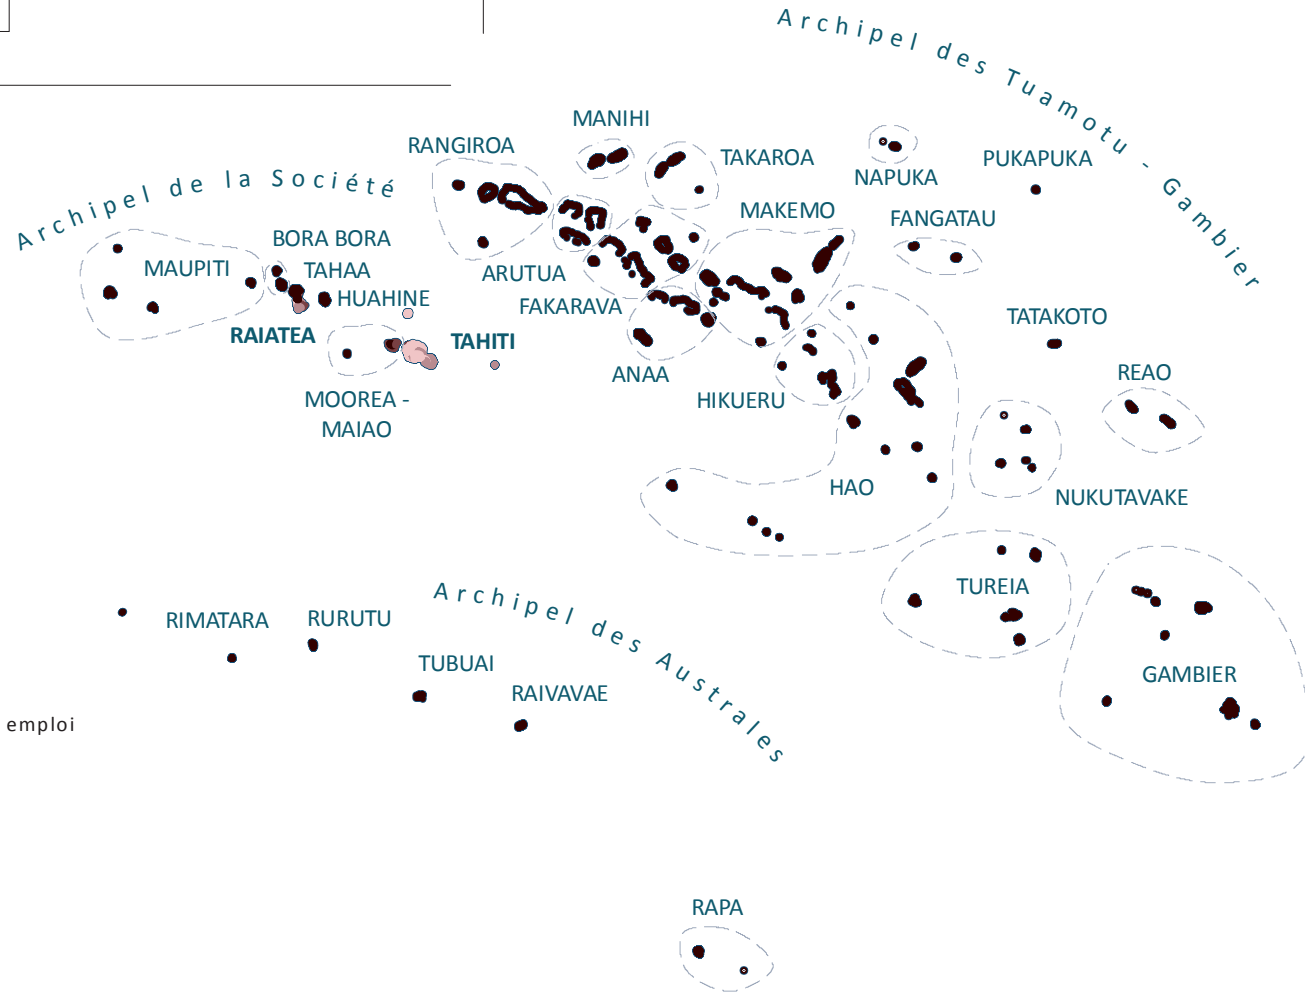 Archipel des Tuamotu - Gambier
MANIHI
RANGIROA
TAKAROA
NAPUKA
PUKAPUKA
Archipel de la Société
MAKEMO
FANGATAU
BORA BORA
MAUPITI
TAHAA
ARUTUA
HUAHINE
FAKARAVA
TATAKOTO
RAIATEA
TAHITI
ANAA
REAO
MOOREA -
MAIAO
HIKUERU
HAO
NUKUTAVAKE
Archipel des Australes
TUREIA
RIMATARA
RURUTU
TUBUAI
GAMBIER
RAIVAVAE
emploi
RAPA